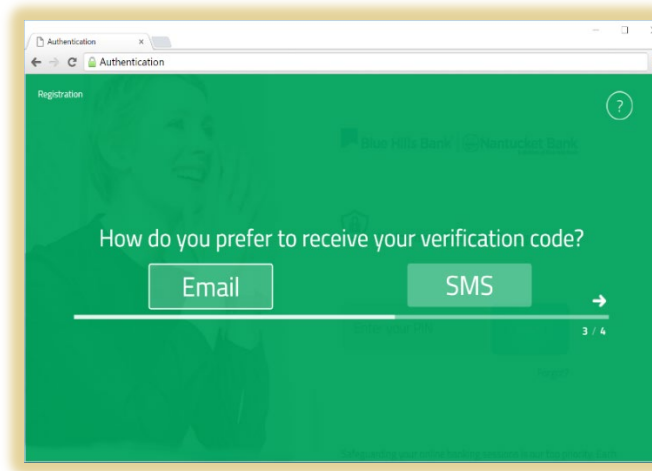 Authentication
Authentication
Registration
?
Blue Hills Bank | Nantucket Bank
How do you prefer to receive your verification code?
Email
SMS
3 / 4